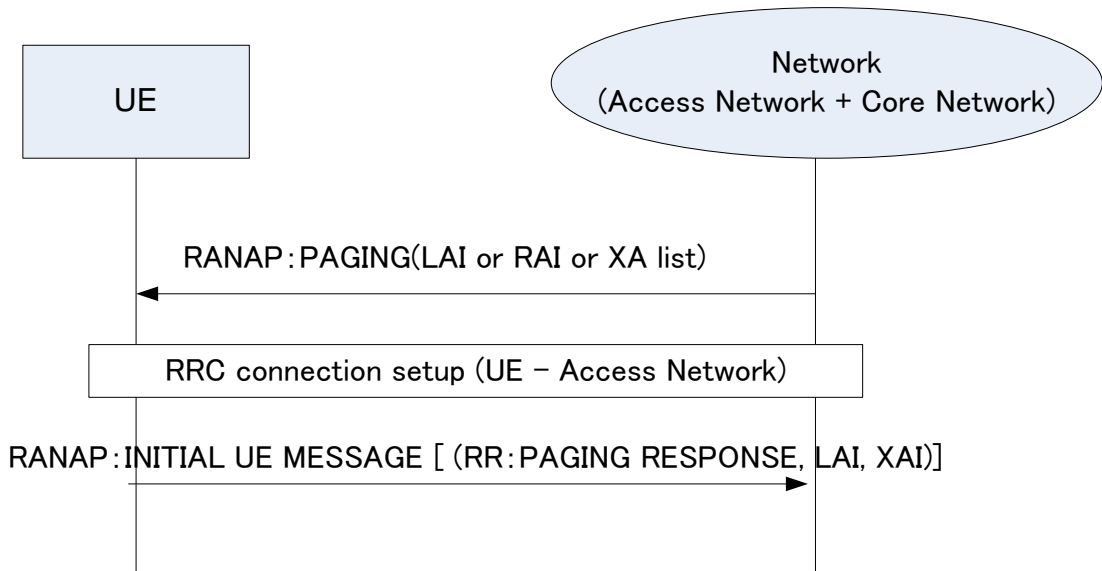 UE
Network
(Access Network + Core Network)
RANAP:PAGING(LAI or RAI or XA list)
RRC connection setup (UE - Access Network)
RANAP:INITIAL UE MESSAGE [ (RR:PAGING RESPONSE, LAI, XAI)]